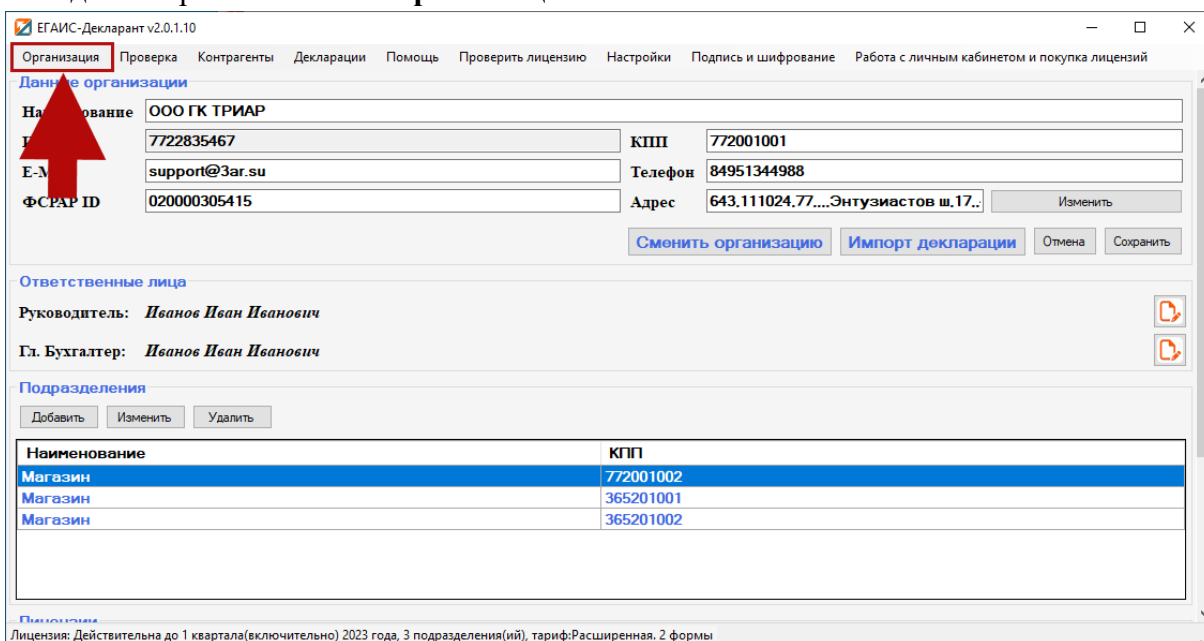 ЕГАИС-Декларант v2.0.1.10
Организация Проверка Контрагенты Декларации Помощь Проверить лицензию Настройки Подпись и шифрование Работа с личным кабинетом и покупка лицензий
Данные организации
ООО ГК ТРИАР
7722835467 КПП 772001001
support@3ar.su Телефон 84951344988
ФСРАР ID 020000305415 Адрес 643,111024,77,,,,Энтузиастов ш,17,, Изменить
Сменить организацию Импорт декларации Отмена Сохранить
Ответственные лица
Руководитель: Иванов Иван Иванович
Гл. Бухгалтер: Иванов Иван Иванович
Подразделения
Добавить Изменить Удалить
Наименование КПП
Магазин 772001002
Магазин 365201001
Магазин 365201002
Лицензии
Лицензия: Действительна до 1 квартала(включительно) 2023 года, 3 подразделения(ий), тариф:Расширенная. 2 формы